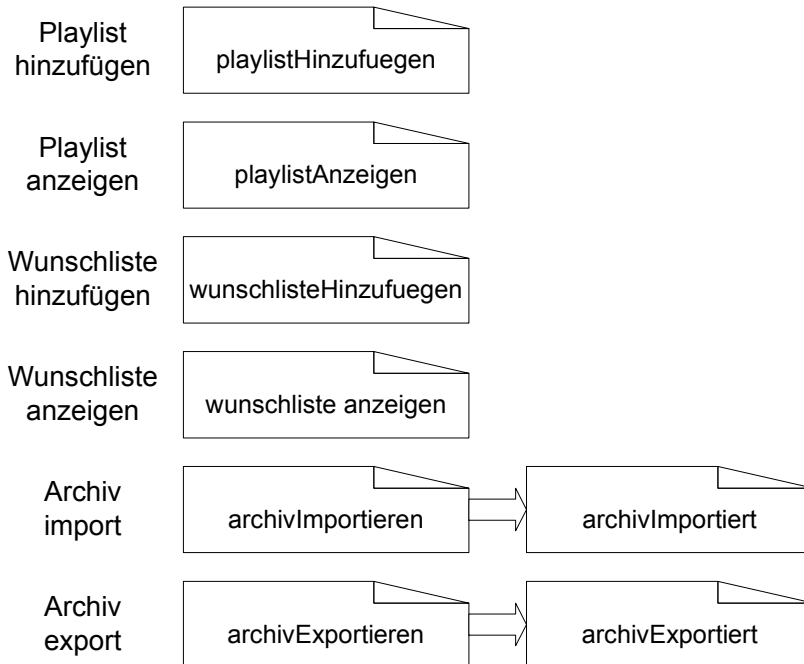 Playlist
hinzufügen
playlistHinzufuegen
Playlist
anzeigen
playlistAnzeigen
Wunschliste
hinzufügen
wunschlisteHinzufuegen
Wunschliste
anzeigen
wunschliste anzeigen
Archiv
import
archivImportieren
archivImportiert
Archiv
export
archivExportieren
archivExportiert